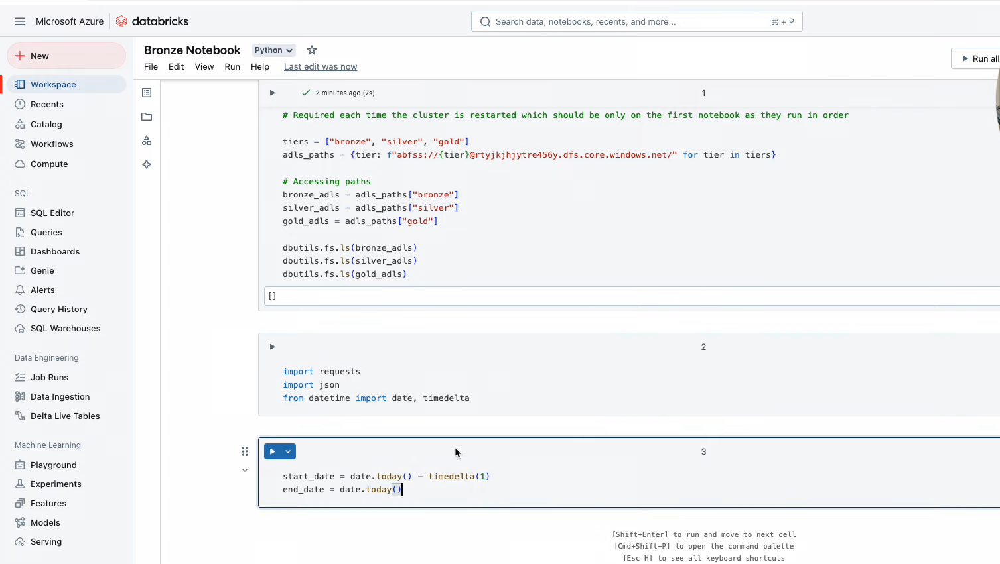 Microsoft Azure databricks
Search data, notebooks, recents, and more... ⌘ + P
New
Workspace
Recents
Catalog
Workflows
Compute
SQL
SQL Editor
Queries
Dashboards
Genie
Alerts
Query History
SQL Warehouses
Data Engineering
Job Runs
Data Ingestion
Delta Live Tables
Machine Learning
Playground
Experiments
Features
Models
Serving
Bronze Notebook Python
File Edit View Run Help Last edit was now
Run all
2 minutes ago (7s) 1
# Required each time the cluster is restarted which should be only on the first notebook as they run in order
tiers = ["bronze", "silver", "gold"]
adls_paths = {tier: f"abfss://{tier}@rtyjkjhjytre456y.dfs.core.windows.net/" for tier in tiers}
# Accessing paths
bronze_adls = adls_paths["bronze"]
silver_adls = adls_paths["silver"]
gold_adls = adls_paths["gold"]
dbutils.fs.ls(bronze_adls)
dbutils.fs.ls(silver_adls)
dbutils.fs.ls(gold_adls)
[]
2
import requests
import json
from datetime import date, timedelta
3
start_date = date.today() - timedelta(1)
end_date = date.today()
[Shift+Enter] to run and move to next cell
[Cmd+Shift+P] to open the command palette
[Esc H] to see all keyboard shortcuts